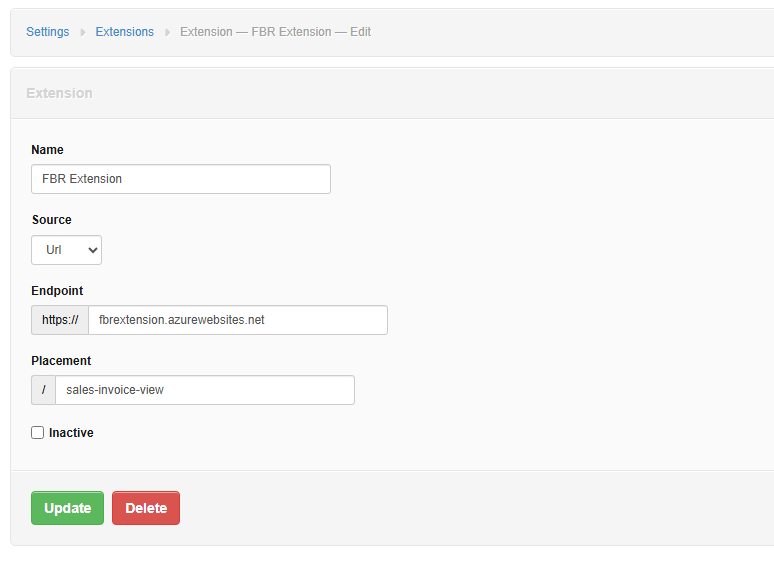 Settings Extensions Extension — FBR Extension — Edit
Extension
Name
FBR Extension
Source
Url
Endpoint
https:// fbrextension.azurewebsites.net
Placement
/ sales-invoice-view
Inactive
Update Delete